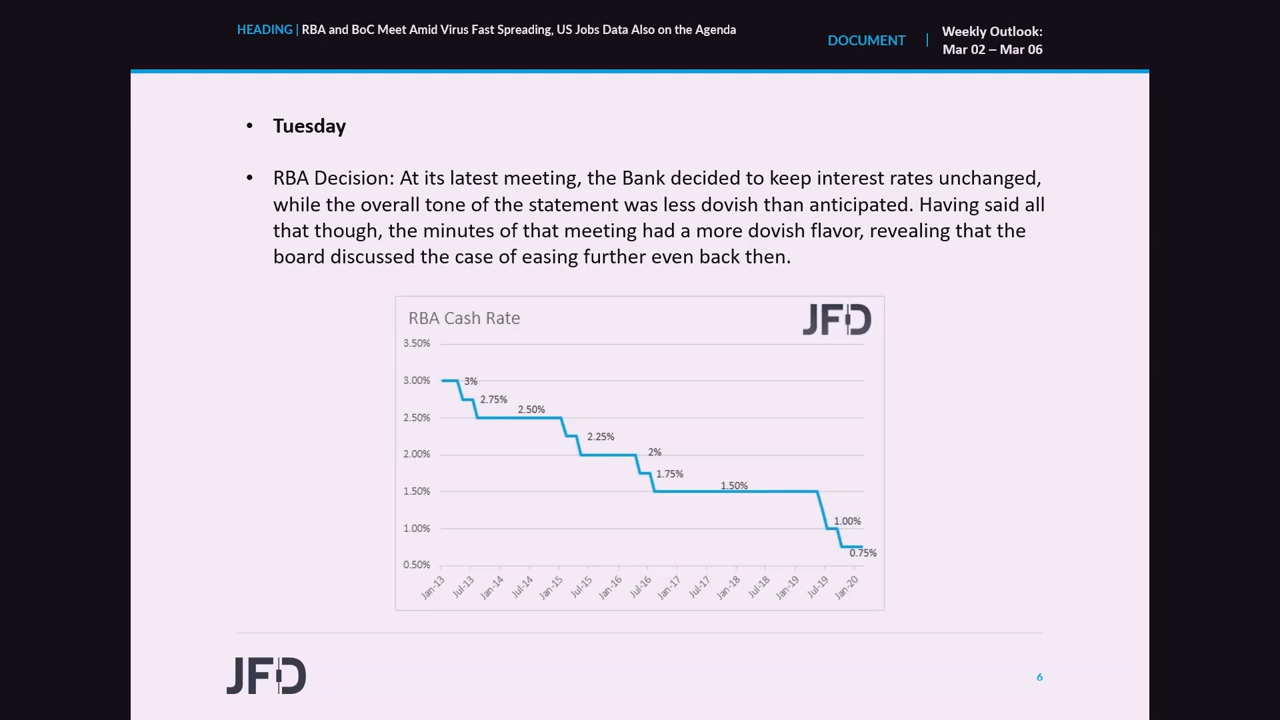 HEADING | RBA and BoC Meet Amid Virus Fast Spreading, US Jobs Data Also on the Agenda
DOCUMENT | Weekly Outlook:
Mar 02 – Mar 06
• Tuesday
• RBA Decision: At its latest meeting, the Bank decided to keep interest rates unchanged,
while the overall tone of the statement was less dovish than anticipated. Having said all
that though, the minutes of that meeting had a more dovish flavor, revealing that the
board discussed the case of easing further even back then.
RBA Cash Rate
JFD
3.50%
3.00%
2.50%
2.00%
1.50%
1.00%
0.50%
3%
2.75%
2.50%
2.25%
2%
1.75%
1.50%
1.00%
0.75%
Jan-13
Jul-13
Jan-14
Jul-14
Jan-15
Jul-15
Jan-16
Jul-16
Jan-17
Jul-17
Jan-18
Jul-18
Jan-19
Jul-19
Jan-20
JFD
6